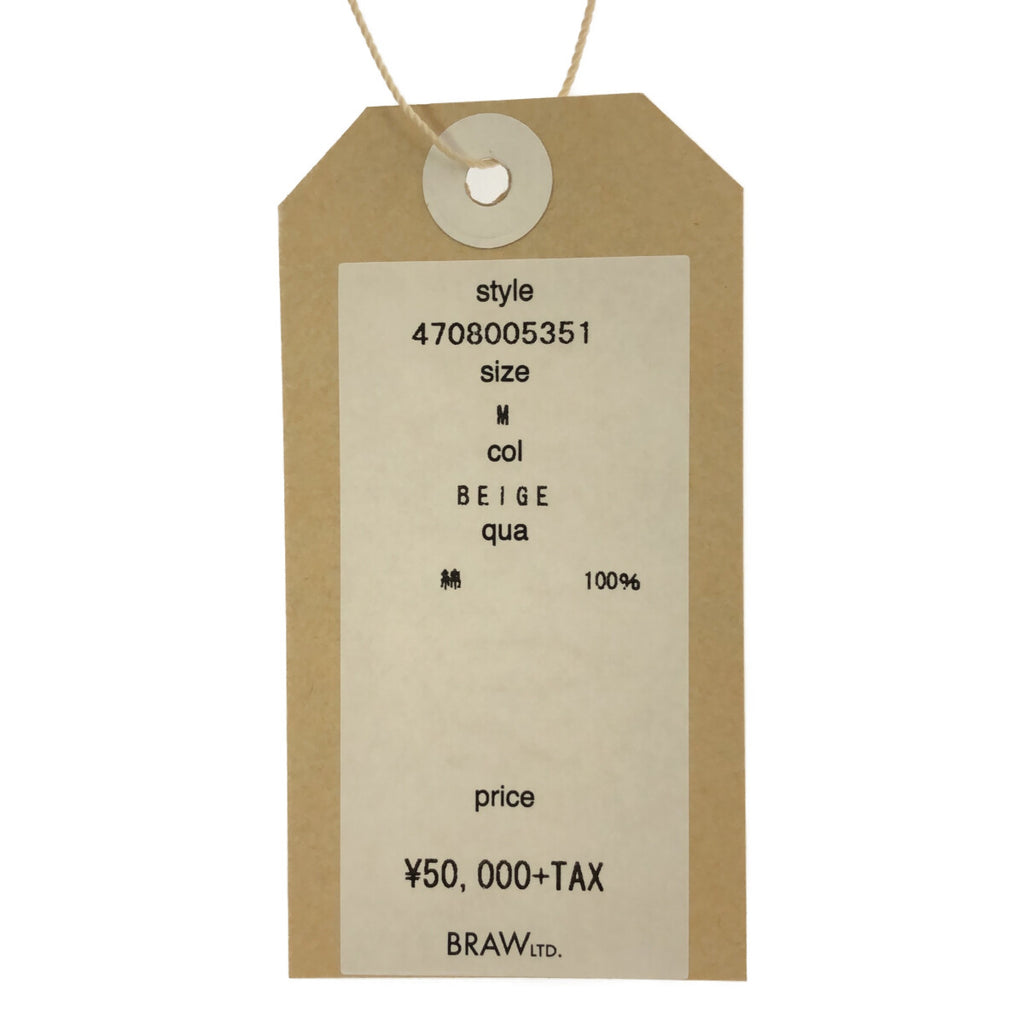 style
4708005351
size
M
col
BEIGE
qua
綿 100%
price
¥50,000+TAX
BRAW LTD.